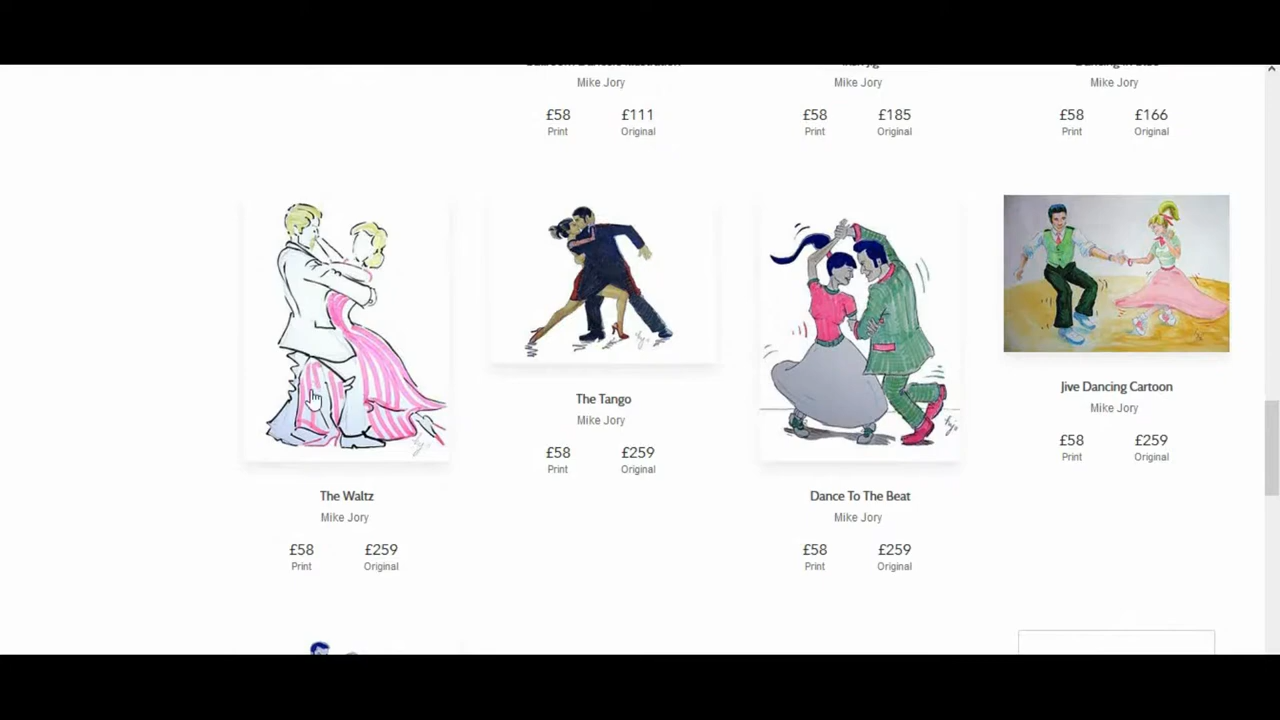 Mike Jory
Mike Jory
Mike Jory
£58 £111
Print Original
£58 £185
Print Original
£58 £166
Print Original
The Waltz
Mike Jory
£58 £259
Print Original
The Tango
Mike Jory
£58 £259
Print Original
Dance To The Beat
Mike Jory
£58 £259
Print Original
Jive Dancing Cartoon
Mike Jory
£58 £259
Print Original